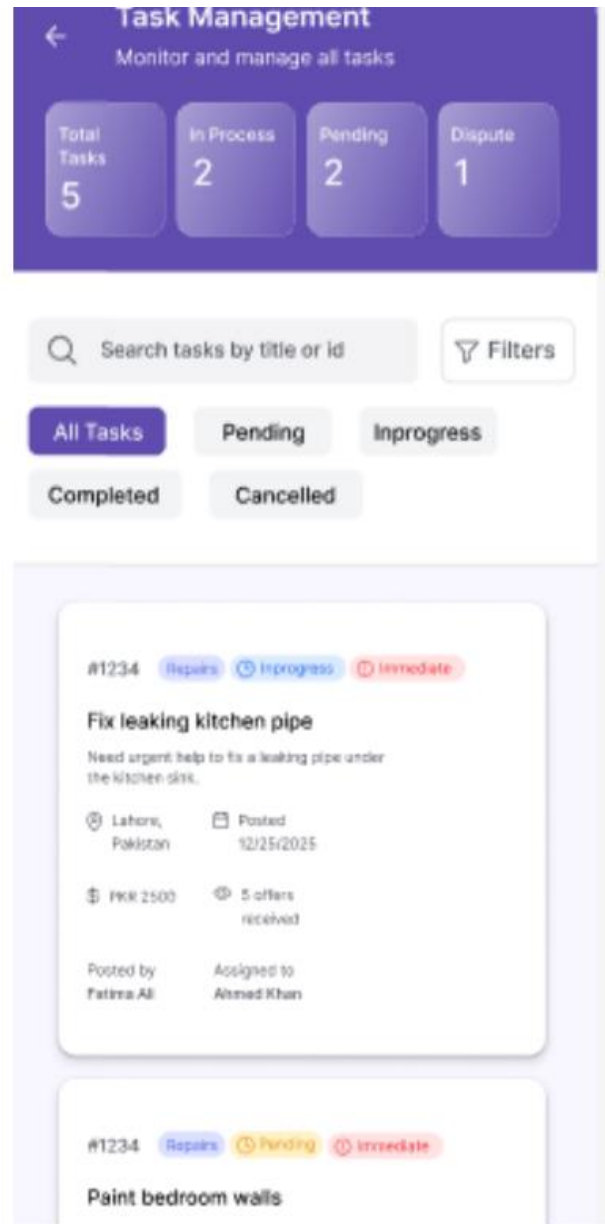 Task Management
Monitor and manage all tasks
Total Tasks
5
In Process
2
Pending
2
Dispute
1
Search tasks by title or id
Filters
All Tasks
Pending
Inprogress
Completed
Cancelled
#1234 Repairs Inprogress Immediate
Fix leaking kitchen pipe
Need urgent help to fix a leaking pipe under
the kitchen sink.
Lahore,
Pakistan
Posted
12/25/2025
PKR 2500
5 offers
received
Posted by
Fatima Ali
Assigned to
Ahmed Khan
#1234 Repairs Pending Immediate
Paint bedroom walls